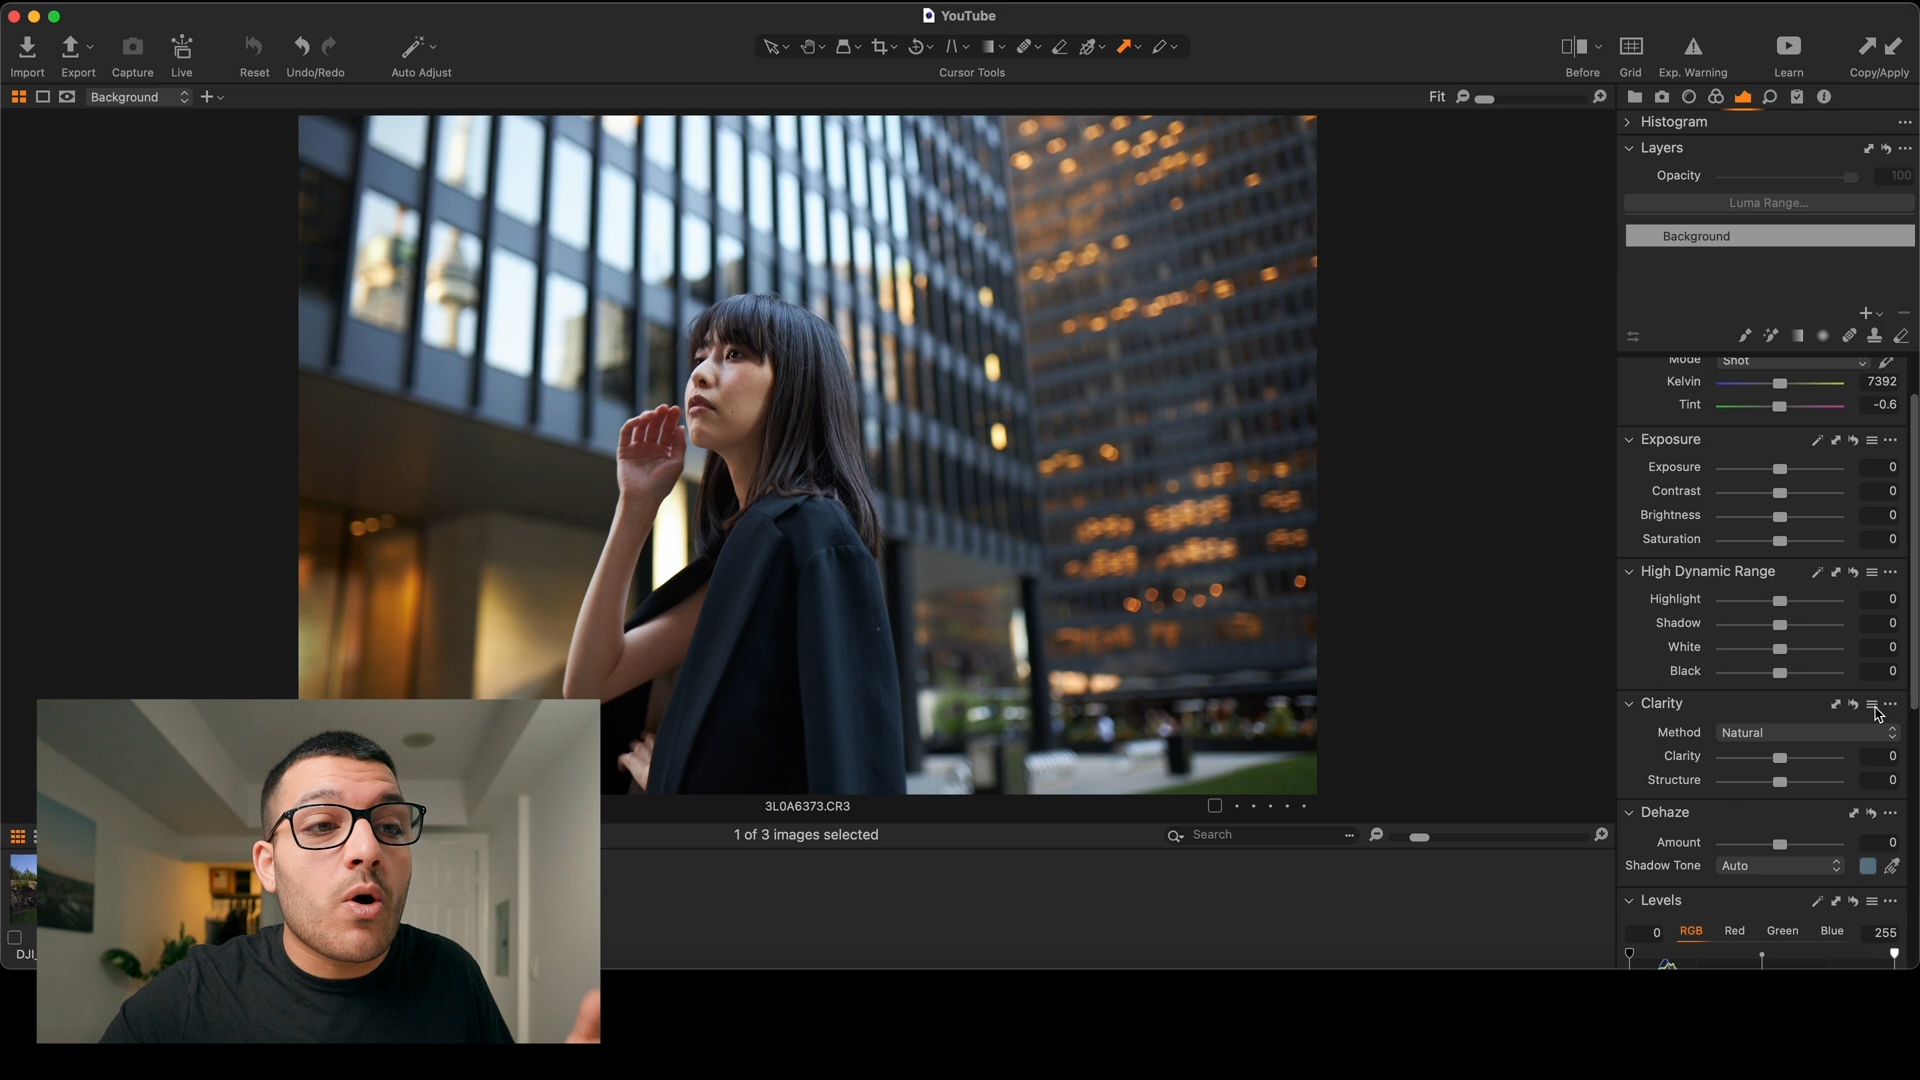 YouTube
Import
Export
Capture
Live
Reset
Undo/Redo
Auto Adjust
Cursor Tools
Before
Grid
Exp. Warning
Learn
Copy/Apply
Background
Fit
Histogram
Layers
Opacity 100
Luma Range...
Background
Mode Shot
Kelvin 7392
Tint -0.6
Exposure
Exposure 0
Contrast 0
Brightness 0
Saturation 0
High Dynamic Range
Highlight 0
Shadow 0
White 0
Black 0
Clarity
Method Natural
Clarity 0
Structure 0
Dehaze
Amount 0
Shadow Tone Auto
Levels
0 RGB Red Green Blue 255
3L0A6373.CR3
1 of 3 images selected
Search
DJI_